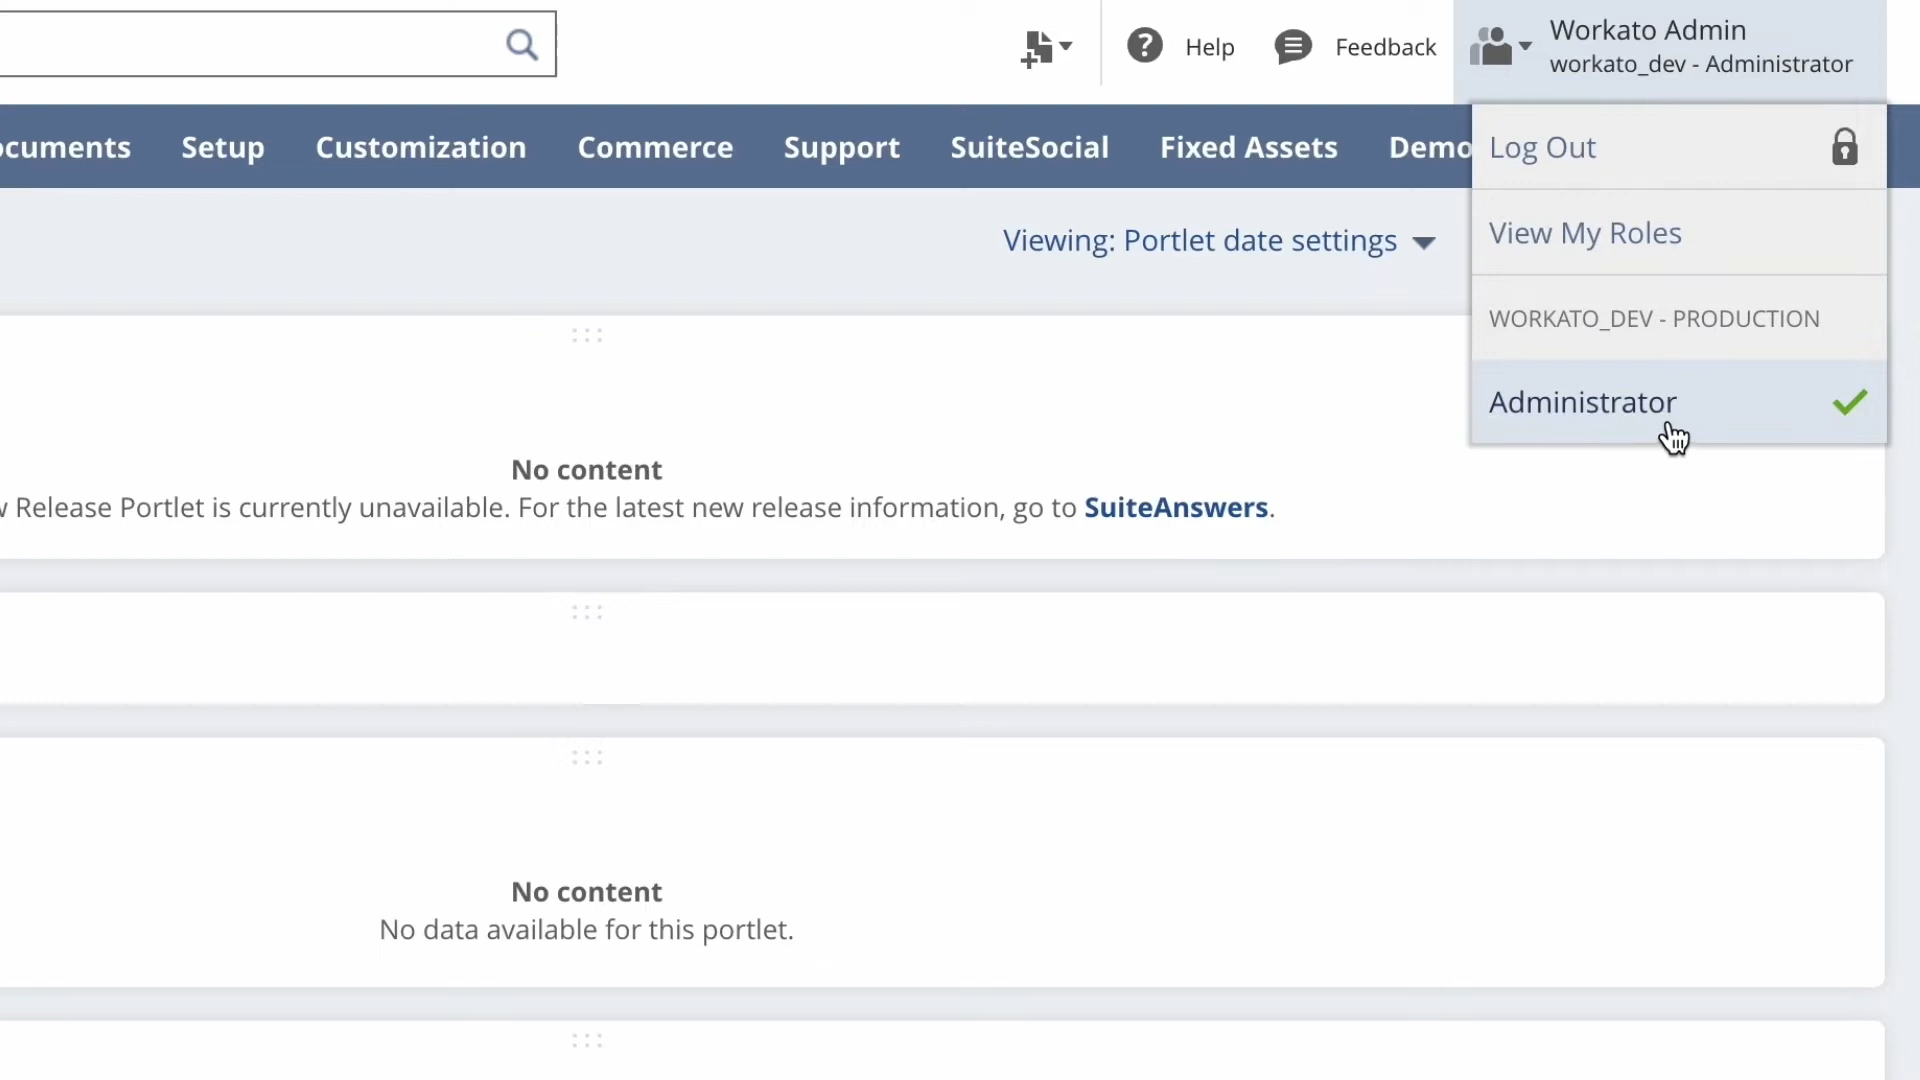 Help
Feedback
Workato Admin
workato_dev - Administrator
ocuments Setup Customization Commerce Support SuiteSocial Fixed Assets Demo
Log Out
Viewing: Portlet date settings
View My Roles
WORKATO_DEV - PRODUCTION
Administrator
No content
w Release Portlet is currently unavailable. For the latest new release information, go to SuiteAnswers.
No content
No data available for this portlet.